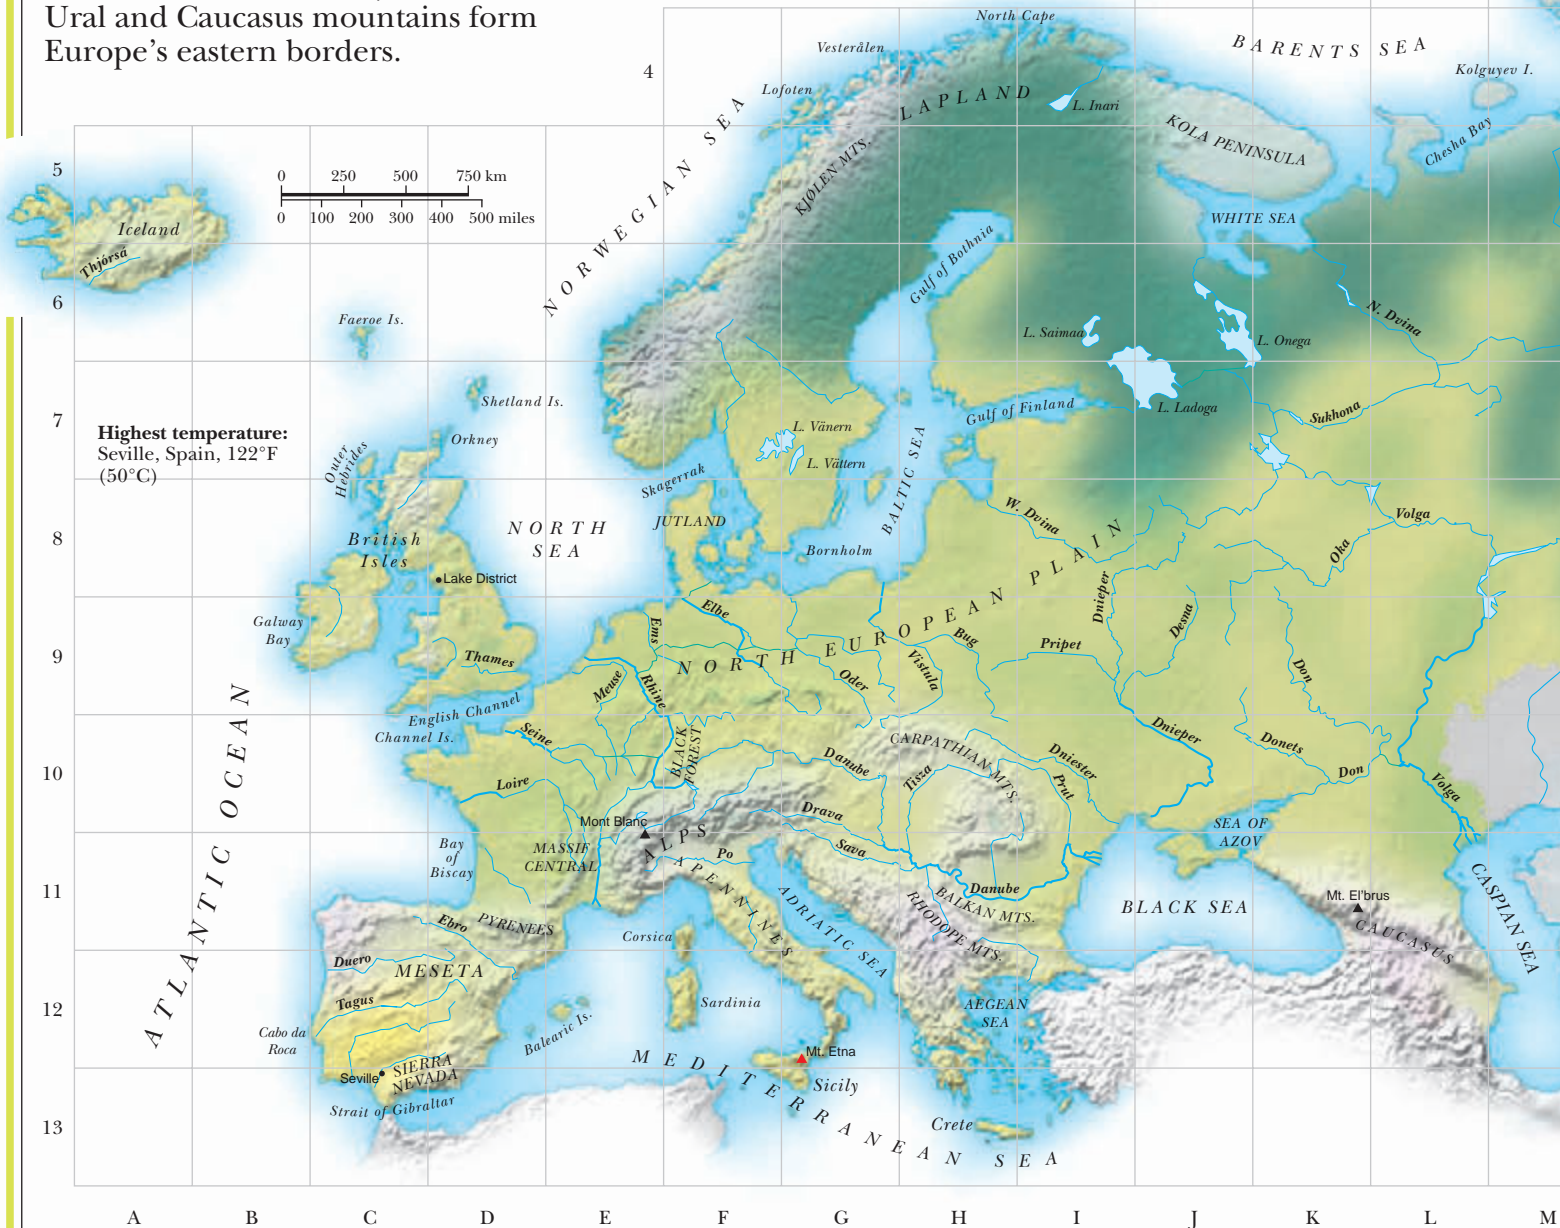 Ural and Caucasus mountains form
Europe's eastern borders.
North Cape
BARENTS SEA
Vesterålen
Kolguyev I.
4
Lofoten
LAPLAND
L. Inari
KOLA PENINSULA
Chesha Bay
KJØLEN MTS.
NORWEGIAN SEA
5
0 250 500 750 km
0 100 200 300 400 500 miles
Iceland
Thjórsá
WHITE SEA
Gulf of Bothnia
6
Faeroe Is.
N. Dvina
L. Saimaa
L. Onega
Shetland Is.
L. Ladoga
Gulf of Finland
Sukhona
7
Highest temperature:
Seville, Spain, 122°F
(50°C)
Orkney
Outer
Hebrides
L. Vänern
L. Vättern
Skagerrak
BALTIC SEA
8
NORTH
SEA
JUTLAND
W. Dvina
Volga
British
Isles
Bornholm
Oka
Lake District
NORTH EUROPEAN PLAIN
Dnieper
Desna
Galway
Bay
Elbe
Ems
Bug
Pripet
9
Thames
Meuse
Rhine
Oder
Vistula
Don
English Channel
Channel Is.
Seine
BLACK
FOREST
CARPATHIAN MTS.
Dnieper
Donets
ATLANTIC OCEAN
10
Loire
Danube
Tisza
Dniester
Prut
Don
Volga
Mont Blanc
ALPS
Drava
SEA OF
AZOV
Bay
of
Biscay
MASSIF
CENTRAL
Po
Sava
11
APENNINES
ADRIATIC SEA
Danube
BALKAN MTS.
RHODOPE MTS.
BLACK SEA
Mt. El'brus
CAUCASUS
CASPIAN SEA
Ebro
PYRENEES
Corsica
Duero
MESETA
12
Tagus
Sardinia
AEGEAN
SEA
Cabo da
Roca
Balearic Is.
MEDITERRANEAN SEA
Mt. Etna
Seville
SIERRA
NEVADA
Sicily
Strait of Gibraltar
13
Crete
A B C D E F G H I J K L M